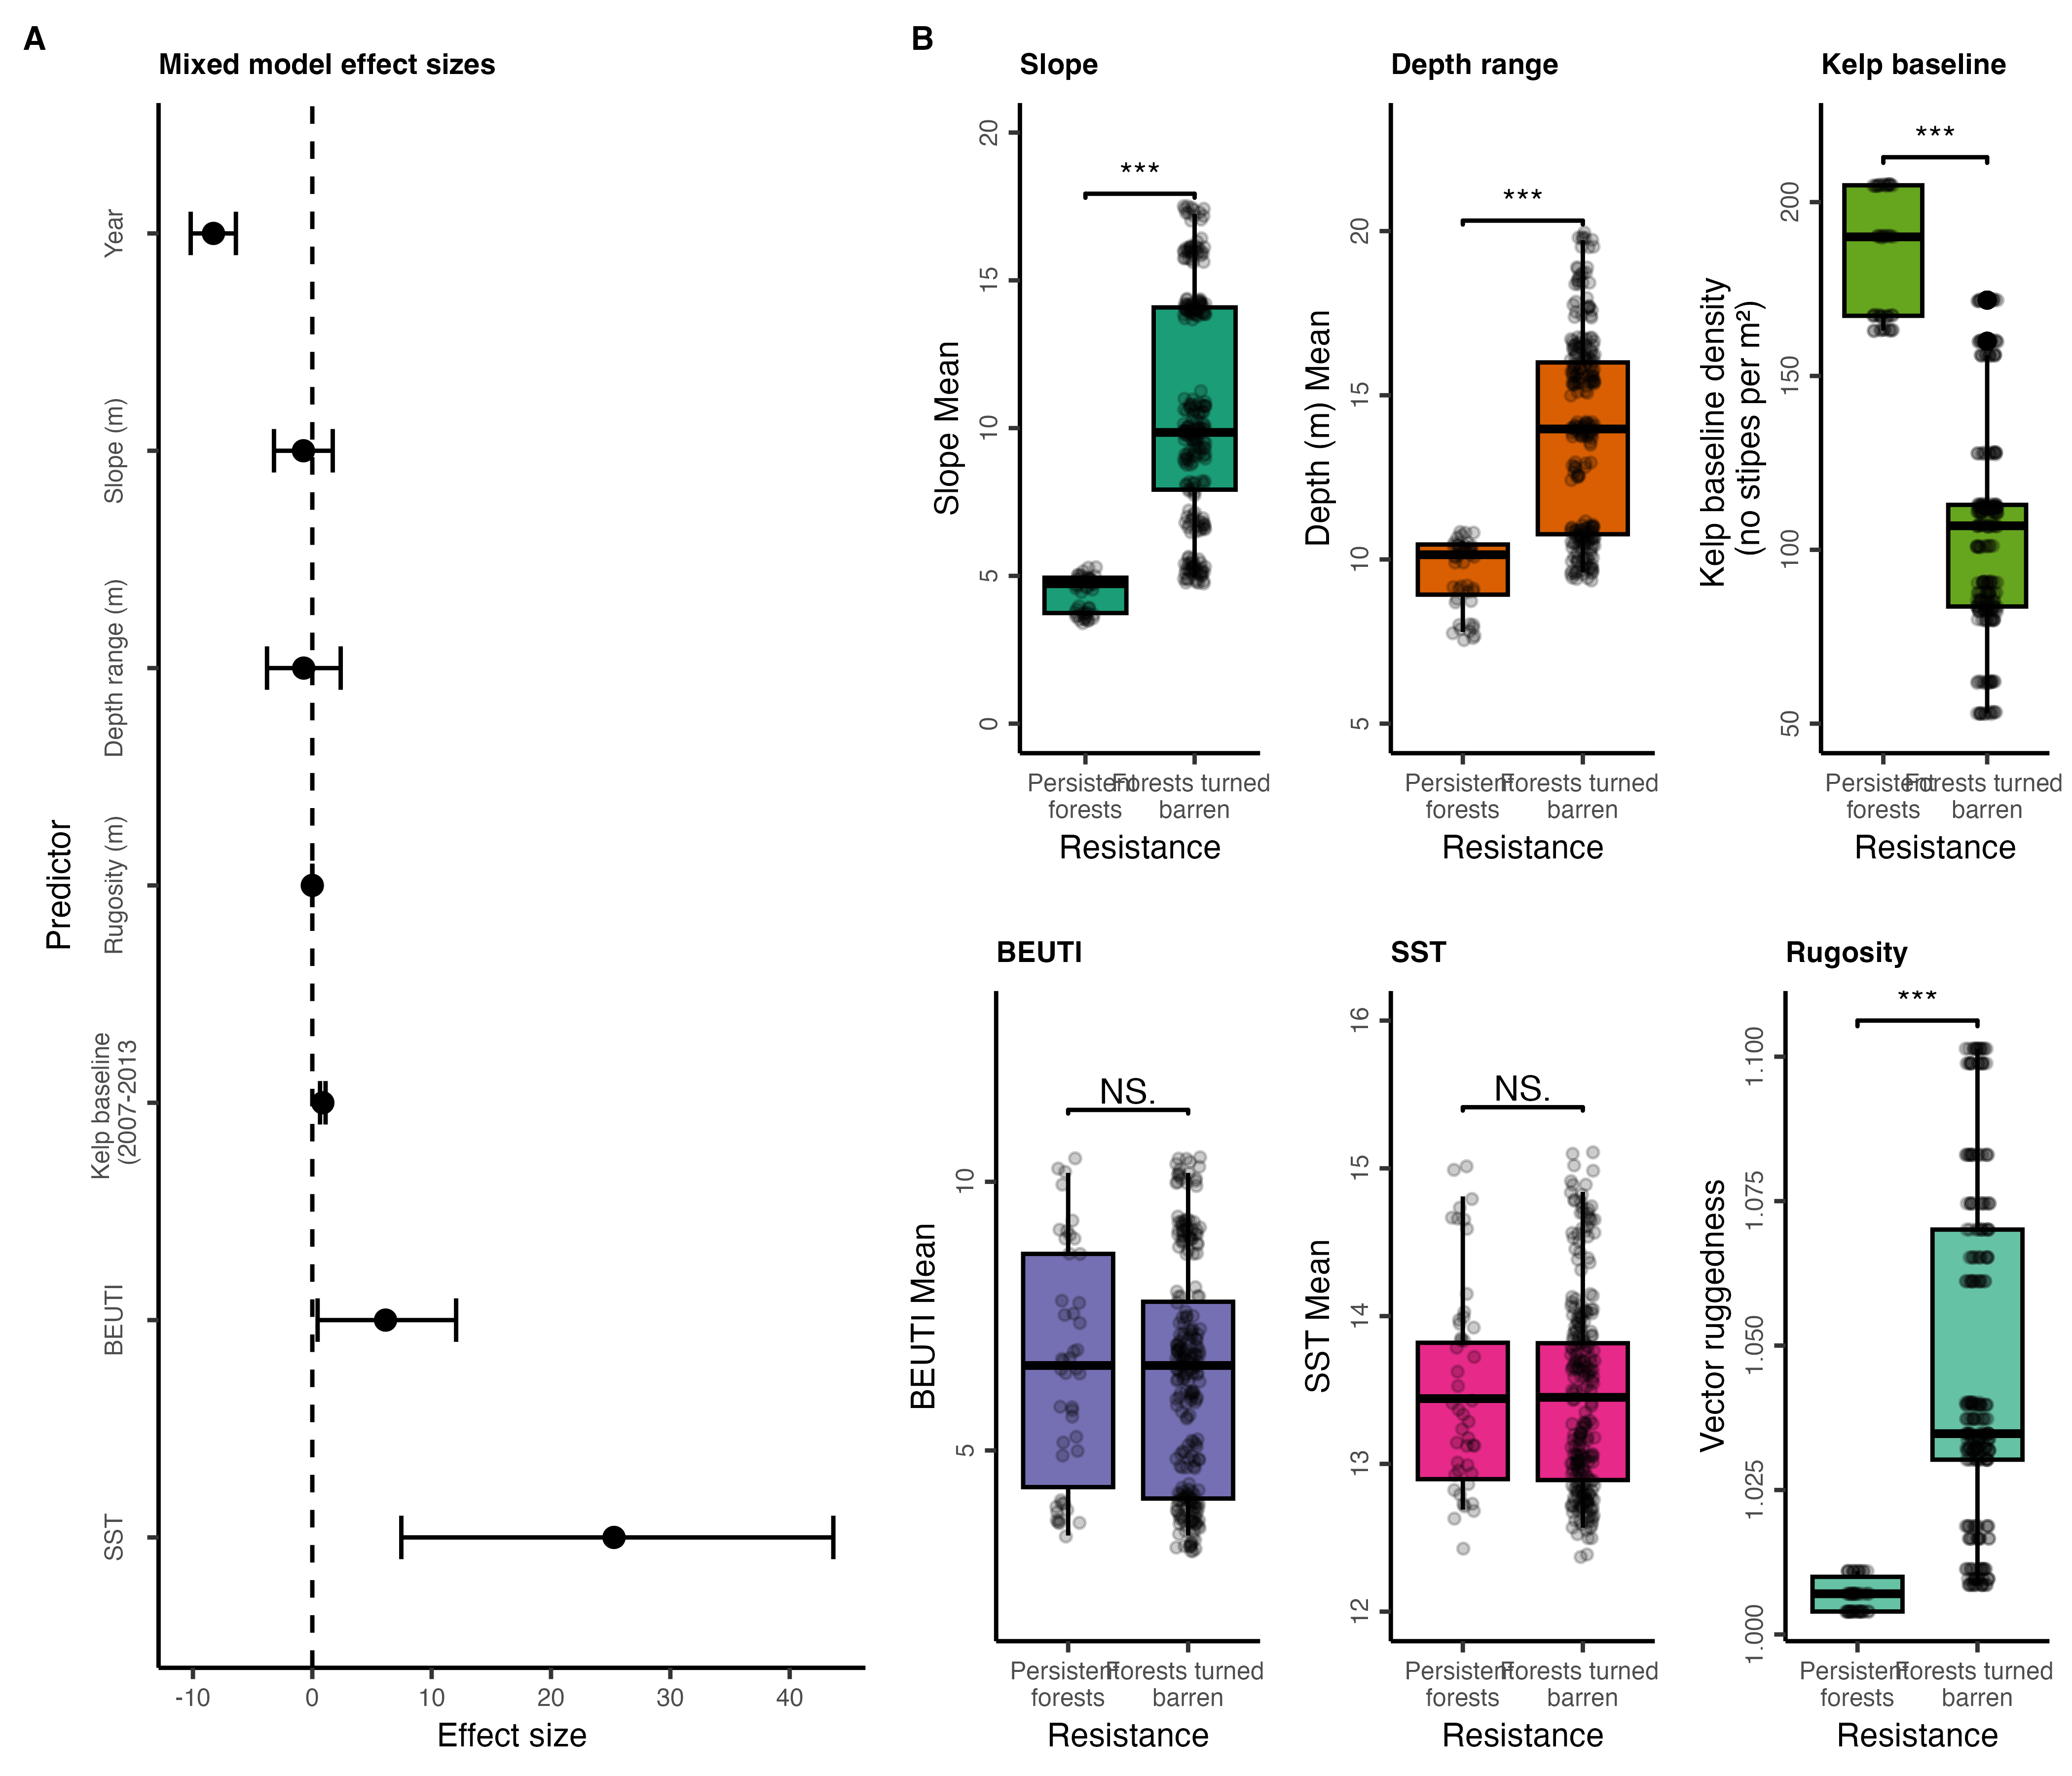 A
Mixed model effect sizes
Predictor
Year
Slope (m)
Depth range (m)
Rugosity (m)
Kelp baseline
(2007-2013
BEUTI
SST
-10
0
10
20
30
40
Effect size
B
Slope
Slope Mean
20
15
10
5
0
***
Persistent
forests
Forests turned
barren
Resistance
Depth range
Depth (m) Mean
20
15
10
5
***
Persistent
forests
Forests turned
barren
Resistance
Kelp baseline
Kelp baseline density
(no stipes per m²)
200
150
100
50
***
Persistent
forests
Forests turned
barren
Resistance
BEUTI
BEUTI Mean
10
5
NS.
Persistent
forests
Forests turned
barren
Resistance
SST
SST Mean
16
15
14
13
12
NS.
Persistent
forests
Forests turned
barren
Resistance
Rugosity
Vector ruggedness
1.100
1.075
1.050
1.025
1.000
***
Persistent
forests
Forests turned
barren
Resistance